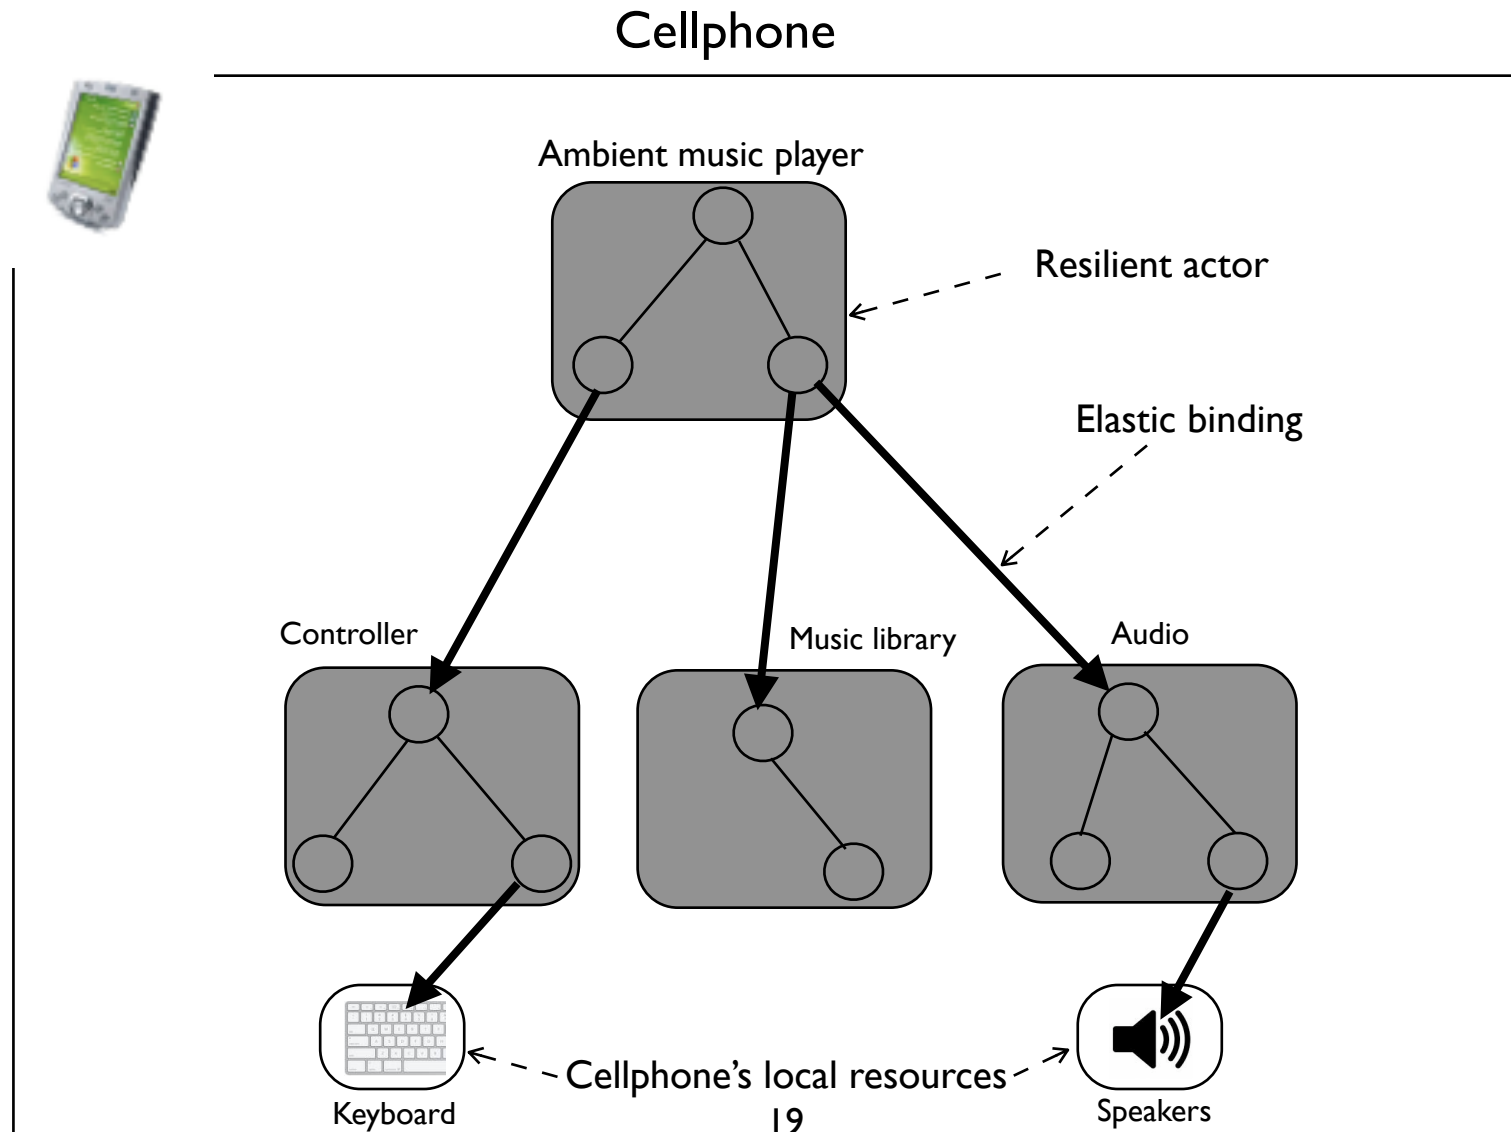 Cellphone
Ambient music player
Resilient actor
Elastic binding
Controller
Music library
Audio
Cellphone’s local resources
Keyboard
Speakers
19